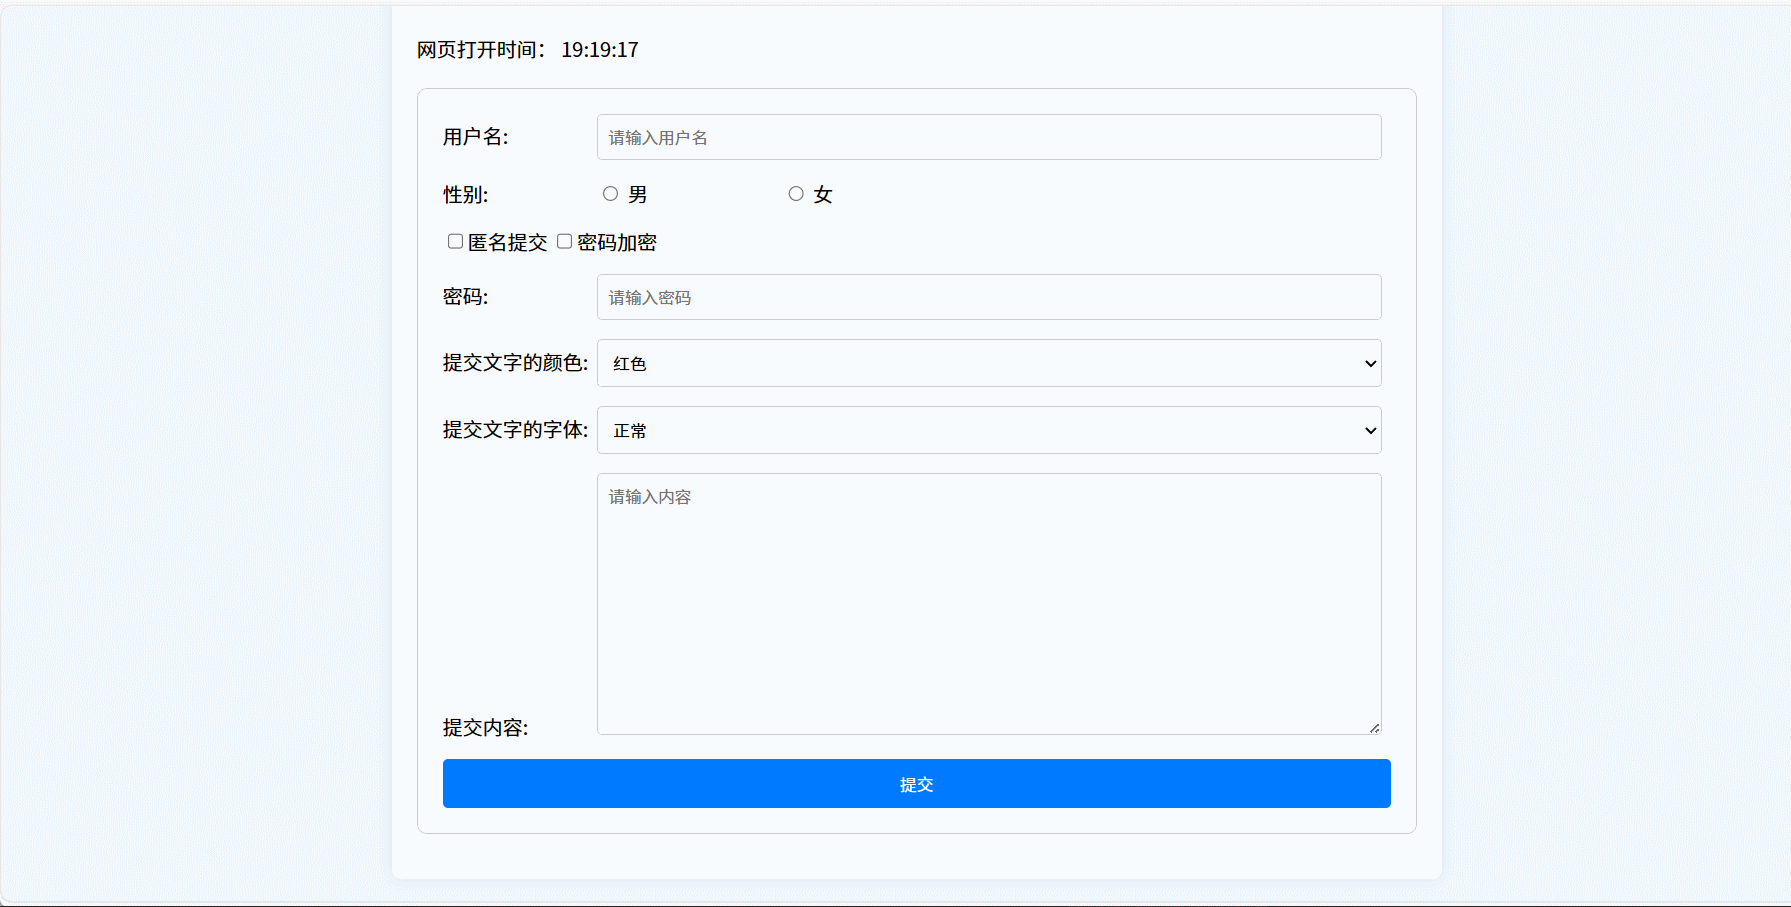 网页打开时间： 19:19:17
用户名: 请输入用户名
性别: 男 女
匿名提交 密码加密
密码: 请输入密码
提交文字的颜色: 红色
提交文字的字体: 正常
请输入内容
提交内容:
提交